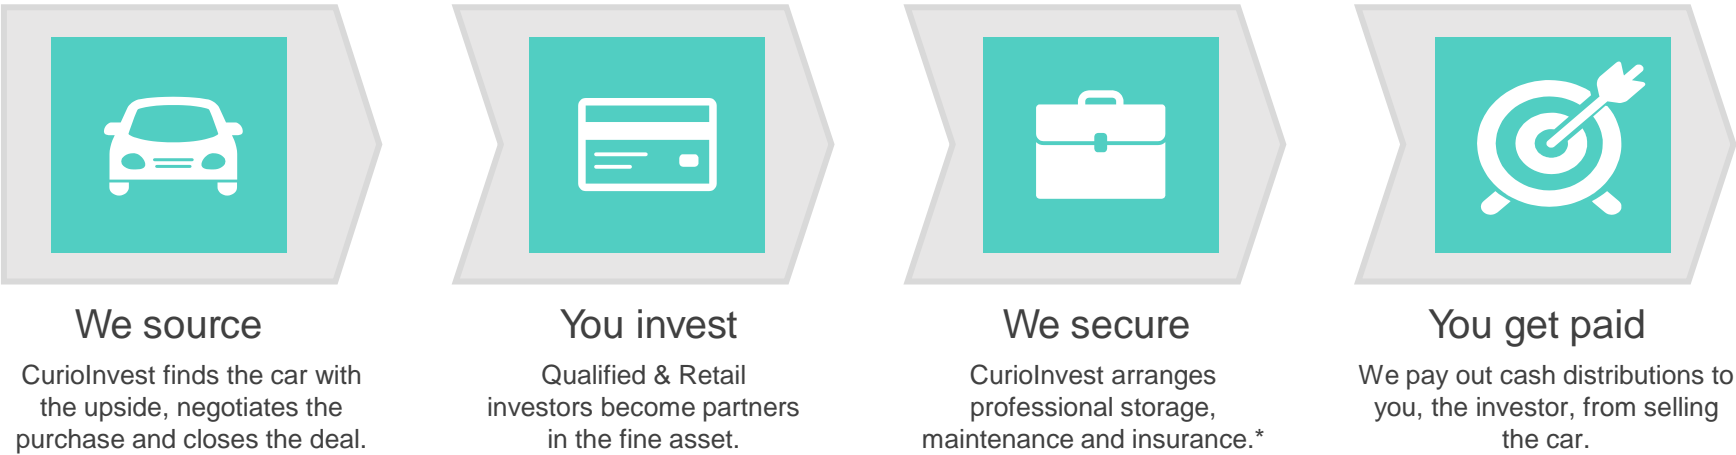 We source
CurioInvest finds the car with
the upside, negotiates the
purchase and closes the deal.
You invest
Qualified & Retail
investors become partners
in the fine asset.
We secure
CurioInvest arranges
professional storage,
maintenance and insurance.*
You get paid
We pay out cash distributions to
you, the investor, from selling
the car.